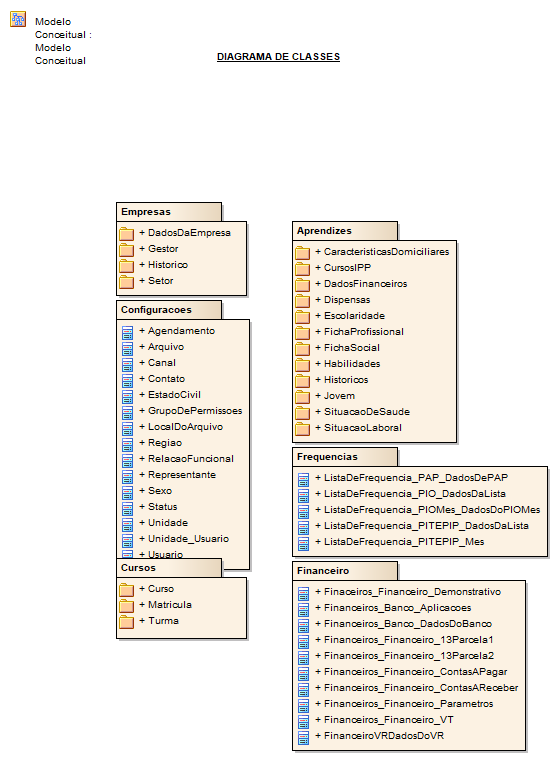 Modelo
Conceitual :
Modelo
Conceitual
DIAGRAMA DE CLASSES
Empresas
+ DadosDaEmpresa
+ Gestor
+ Historico
+ Setor
Configuracoes
+ Agendamento
+ Arquivo
+ Canal
+ Contato
+ EstadoCivil
+ GrupoDePermissoes
+ LocalDoArquivo
+ Regiao
+ RelacaoFuncional
+ Representante
+ Sexo
+ Status
+ Unidade
+ Unidade_Usuario
+ Usuario
Cursos
+ Curso
+ Matricula
+ Turma
Aprendizes
+ CaracteristicasDomiciliares
+ CursosIPP
+ DadosFinanceiros
+ Dispensas
+ Escolaridade
+ FichaProfissional
+ FichaSocial
+ Habilidades
+ Historicos
+ Jovem
+ SituacaoDeSaude
+ SituacaoLaboral
Frequencias
+ ListaDeFrequencia_PAP_DadosDePAP
+ ListaDeFrequencia_PIO_DadosDaLista
+ ListaDeFrequencia_PIOMes_DadosDoPIOMes
+ ListaDeFrequencia_PITEPIP_DadosDaLista
+ ListaDeFrequencia_PITEPIP_Mes
Financeiro
+ Finaceiros_Financeiro_Demonstrativo
+ Financeiros_Banco_Aplicacoes
+ Financeiros_Banco_DadosDoBanco
+ Financeiros_Financeiro_13Parcela1
+ Financeiros_Financeiro_13Parcela2
+ Financeiros_Financeiro_ContasAPagar
+ Financeiros_Financeiro_ContasAReceber
+ Financeiros_Financeiro_Parametros
+ Financeiros_Financeiro_VT
+ FinanceiroVRDadosDoVR